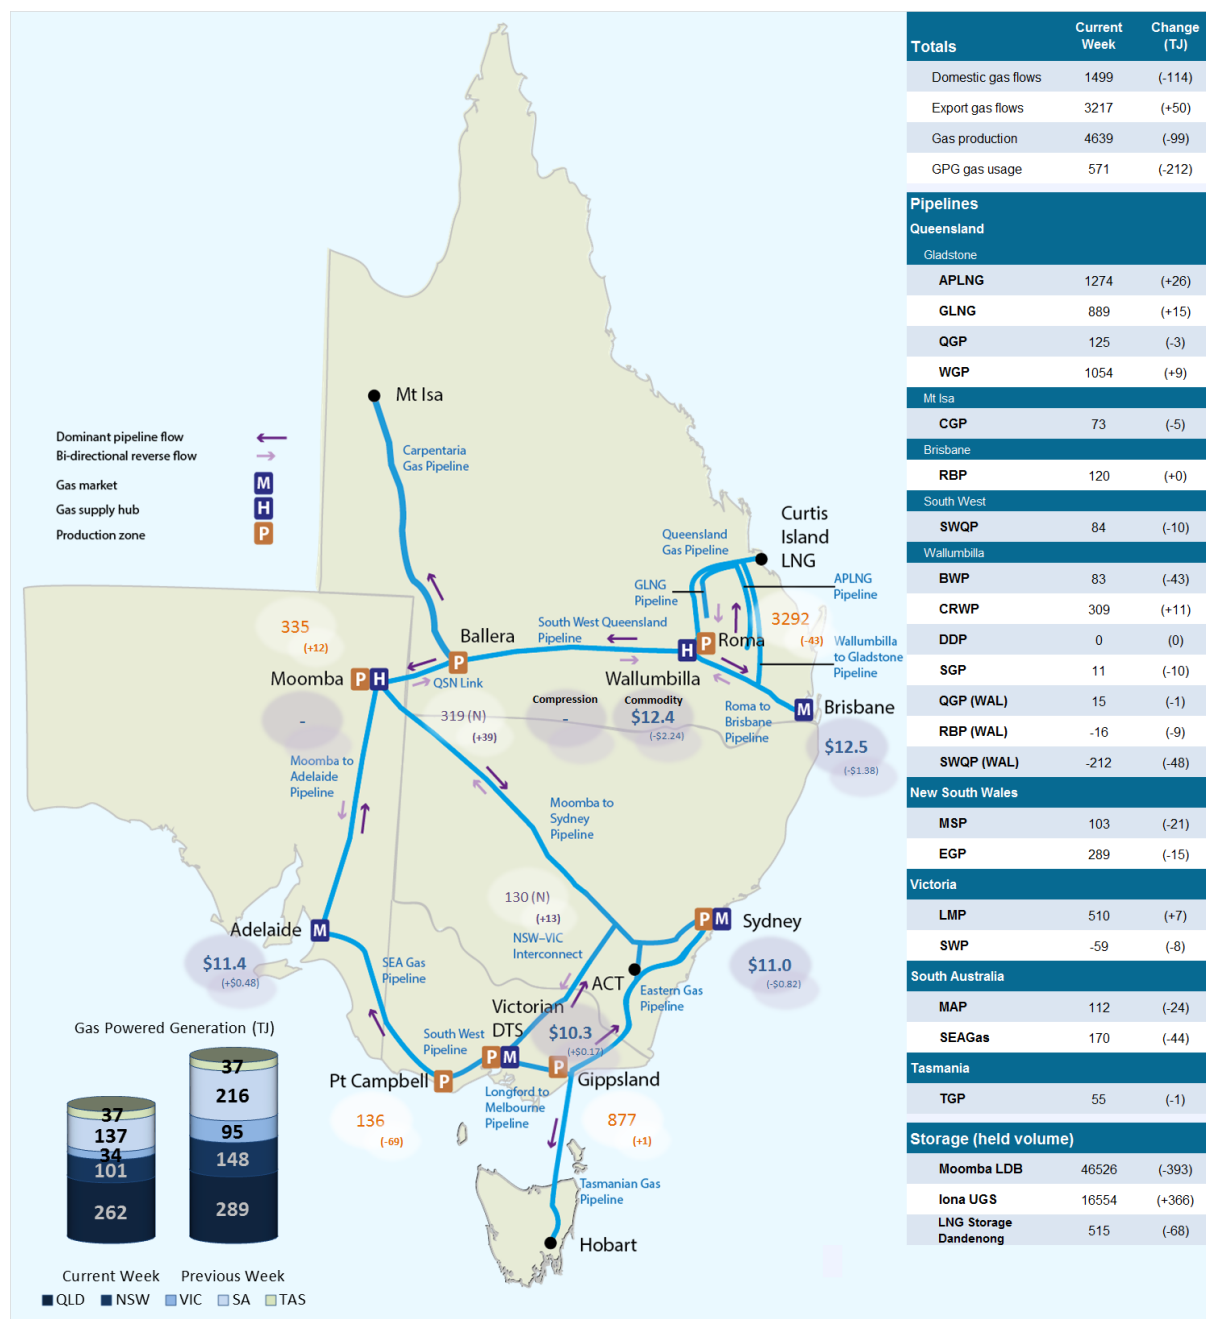 Mt Isa
Carpentaria
Gas Pipeline
Dominant pipeline flow
Bi-directional reverse flow
Gas market M
Gas supply hub H
Production zone P
Curtis
Island
LNG
Queensland
Gas Pipeline
GLNG
Pipeline
APLNG
Pipeline
3292
(-43)
Wallumbilla
to Gladstone
Pipeline
South West Queensland
Pipeline
H P Roma
Wallumbilla
335
(+12)
Ballera
P
QSN Link
Moomba P H
-
319 (N)
(+39)
Compression
-
Commodity
$12.4
(-$2.24)
Roma to
Brisbane
Pipeline
M Brisbane
$12.5
(-$1.38)
Moomba to
Adelaide
Pipeline
Moomba to
Sydney
Pipeline
130 (N)
(+13)
NSW–VIC
Interconnect
P M Sydney
$11.0
(-$0.82)
Adelaide M
$11.4
(+$0.48)
SEA Gas
Pipeline
ACT
Eastern Gas
Pipeline
Victorian
DTS
P M
$10.3
(+$0.17)
South West
Pipeline
Pt Campbell P
136
(-69)
P
Gippsland
877
(+1)
Longford to
Melbourne
Pipeline
Tasmanian Gas
Pipeline
Hobart
Gas Powered Generation (TJ)
37
137
34
101
262
37
216
95
148
289
Current Week Previous Week
QLD NSW VIC SA TAS
Totals Current Week Change (TJ)
Domestic gas flows 1499 (-114)
Export gas flows 3217 (+50)
Gas production 4639 (-99)
GPG gas usage 571 (-212)
Pipelines
Queensland
Gladstone
APLNG 1274 (+26)
GLNG 889 (+15)
QGP 125 (-3)
WGP 1054 (+9)
Mt Isa
CGP 73 (-5)
Brisbane
RBP 120 (+0)
South West
SWQP 84 (-10)
Wallumbilla
BWP 83 (-43)
CRWP 309 (+11)
DDP 0 (0)
SGP 11 (-10)
QGP (WAL) 15 (-1)
RBP (WAL) -16 (-9)
SWQP (WAL) -212 (-48)
New South Wales
MSP 103 (-21)
EGP 289 (-15)
Victoria
LMP 510 (+7)
SWP -59 (-8)
South Australia
MAP 112 (-24)
SEAGas 170 (-44)
Tasmania
TGP 55 (-1)
Storage (held volume)
Moomba LDB 46526 (-393)
Iona UGS 16554 (+366)
LNG Storage
Dandenong 515 (-68)